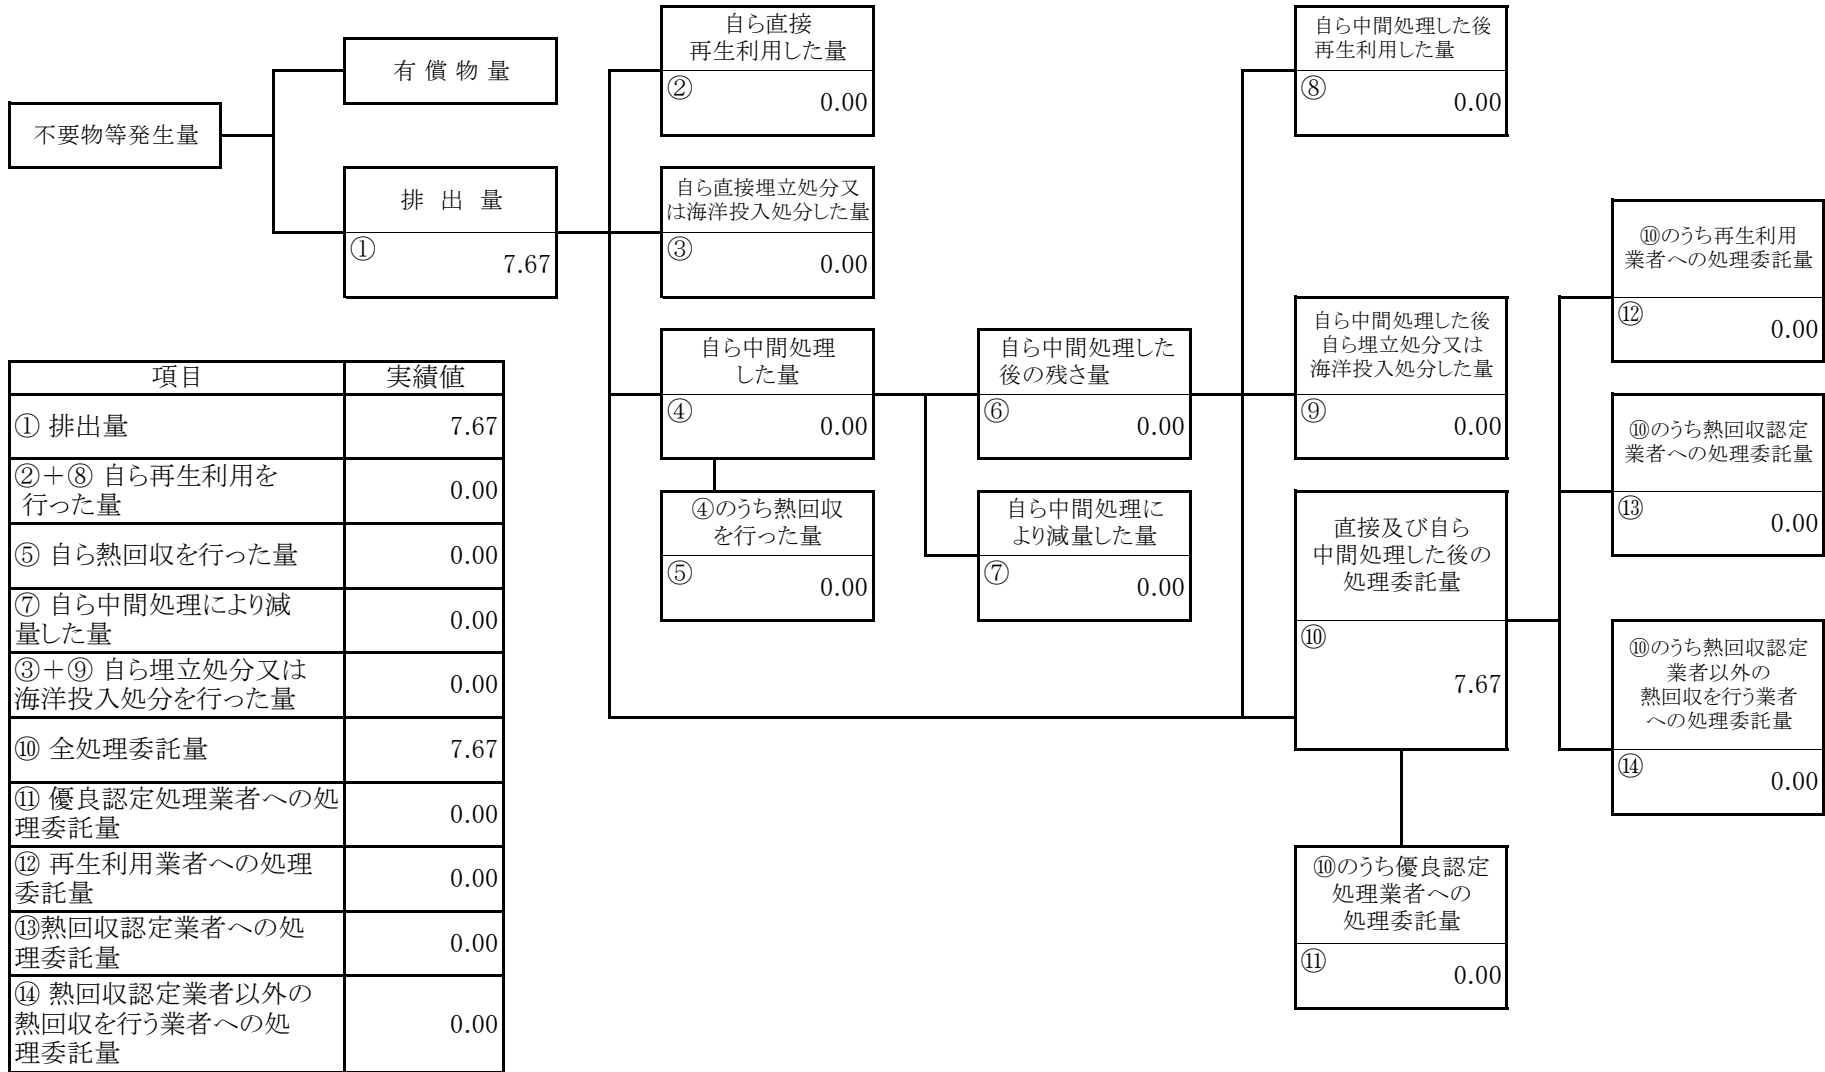 自ら直接
再生利用した量
②
0.00
自ら中間処理した後
再生利用した量
⑧
0.00
有 償 物 量
不要物等発生量
排 出 量
①
7.67
自ら直接埋立処分又
は海洋投入処分した量
③
0.00
自ら中間処理
した量
④
0.00
自ら中間処理した
後の残さ量
⑥
0.00
自ら中間処理した後
自ら埋立処分又は
海洋投入処分した量
⑨
0.00
⑩のうち再生利用
業者への処理委託量
⑫
0.00
⑩のうち熱回収認定
業者への処理委託量
⑬
0.00
④のうち熱回収
を行った量
⑤
0.00
自ら中間処理に
より減量した量
⑦
0.00
直接及び自ら
中間処理した後の
処理委託量
⑩
7.67
⑩のうち熱回収認定
業者以外の
熱回収を行う業者
への処理委託量
⑭
0.00
⑩のうち優良認定
処理業者への
処理委託量
⑪
0.00
項目 実績値
① 排出量 7.67
②＋⑧ 自ら再生利用を
行った量 0.00
⑤ 自ら熱回収を行った量 0.00
⑦ 自ら中間処理により減
量した量 0.00
③＋⑨ 自ら埋立処分又は
海洋投入処分を行った量 0.00
⑩ 全処理委託量 7.67
⑪ 優良認定処理業者への処
理委託量 0.00
⑫ 再生利用業者への処理
委託量 0.00
⑬熱回収認定業者への処
理委託量 0.00
⑭ 熱回収認定業者以外の
熱回収を行う業者への処
理委託量 0.00